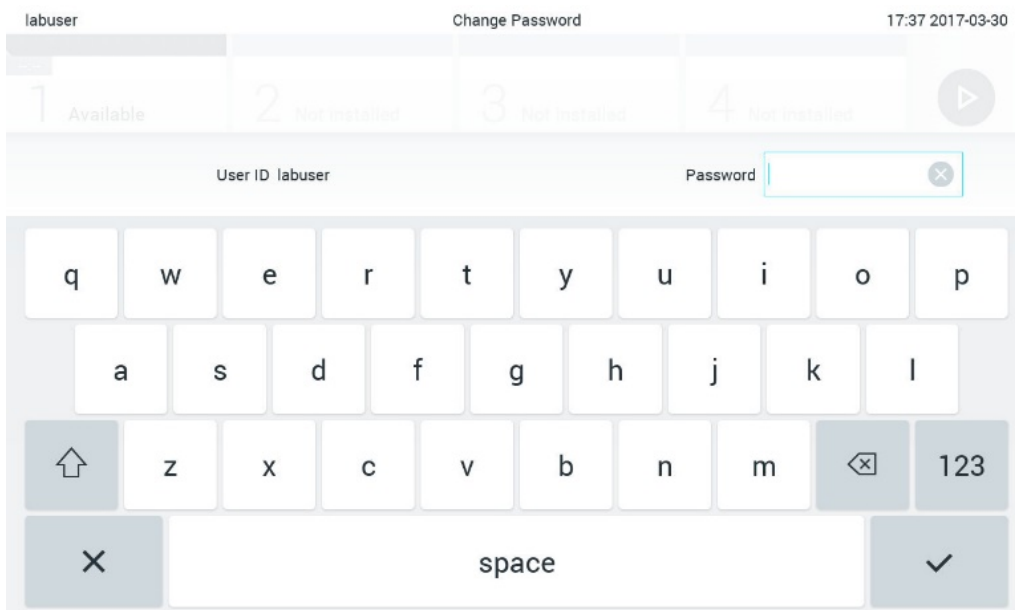 labuser Change Password 17:37 2017-03-30
1 Available 2 Not installed 3 Not installed 4 Not installed
User ID labuser Password
q w e r t y u i o p
a s d f g h j k l
z x c v b n m 123
space